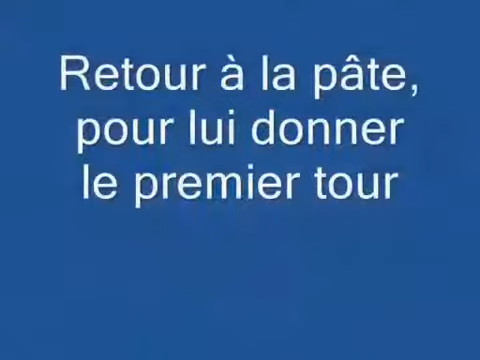 Retour à la pâte,
pour lui donner
le premier tour